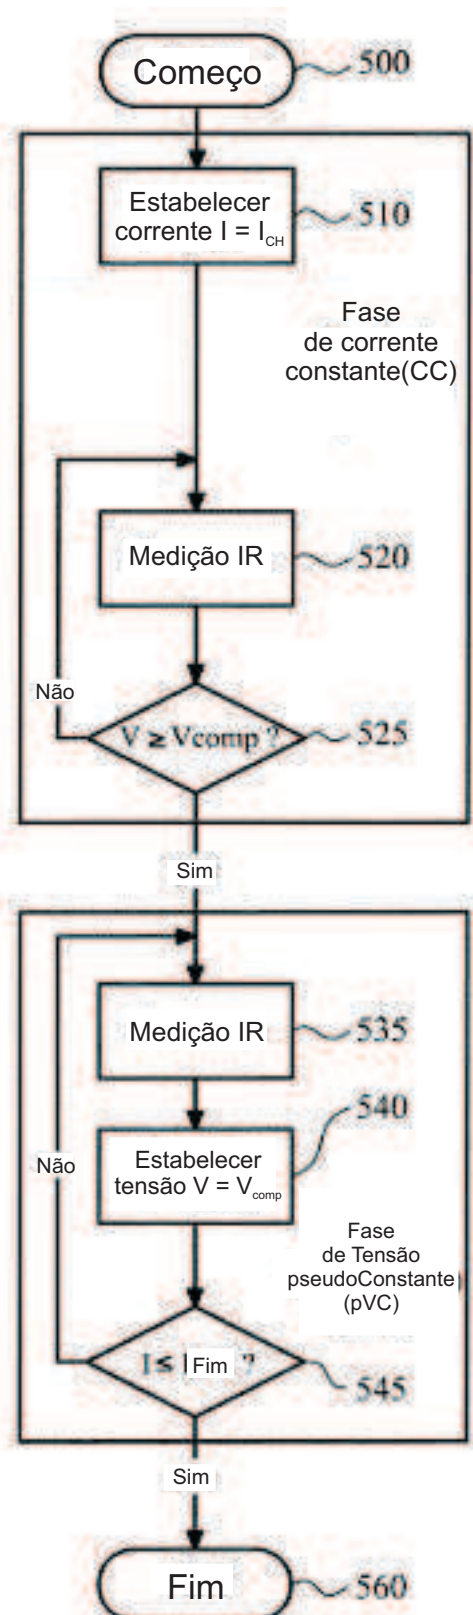 Começo
500
Estabelecer
corrente I = I_CH
510
Fase
de corrente
constante(CC)
Medição IR
520
Não
V ≥ Vcomp ?
525
Sim
Medição IR
535
540
Estabelecer
tensão V = V_comp
Não
Fase
de Tensão
pseudoConstante
(pVC)
I ≤ I Fim ?
545
Sim
Fim
560